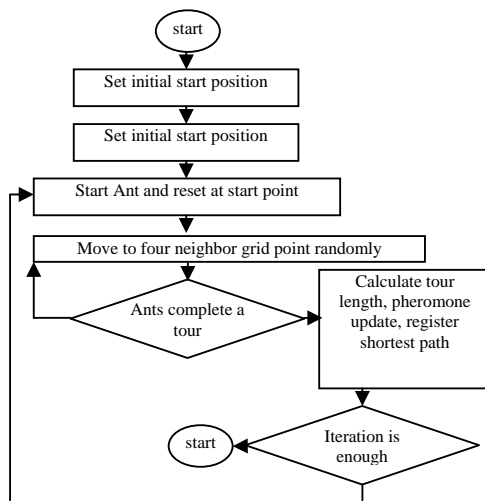 start
Set initial start position
Set initial start position
Start Ant and reset at start point
Move to four neighbor grid point randomly
Ants complete a
tour
Calculate tour
length, pheromone
update, register
shortest path
Iteration is
enough
start